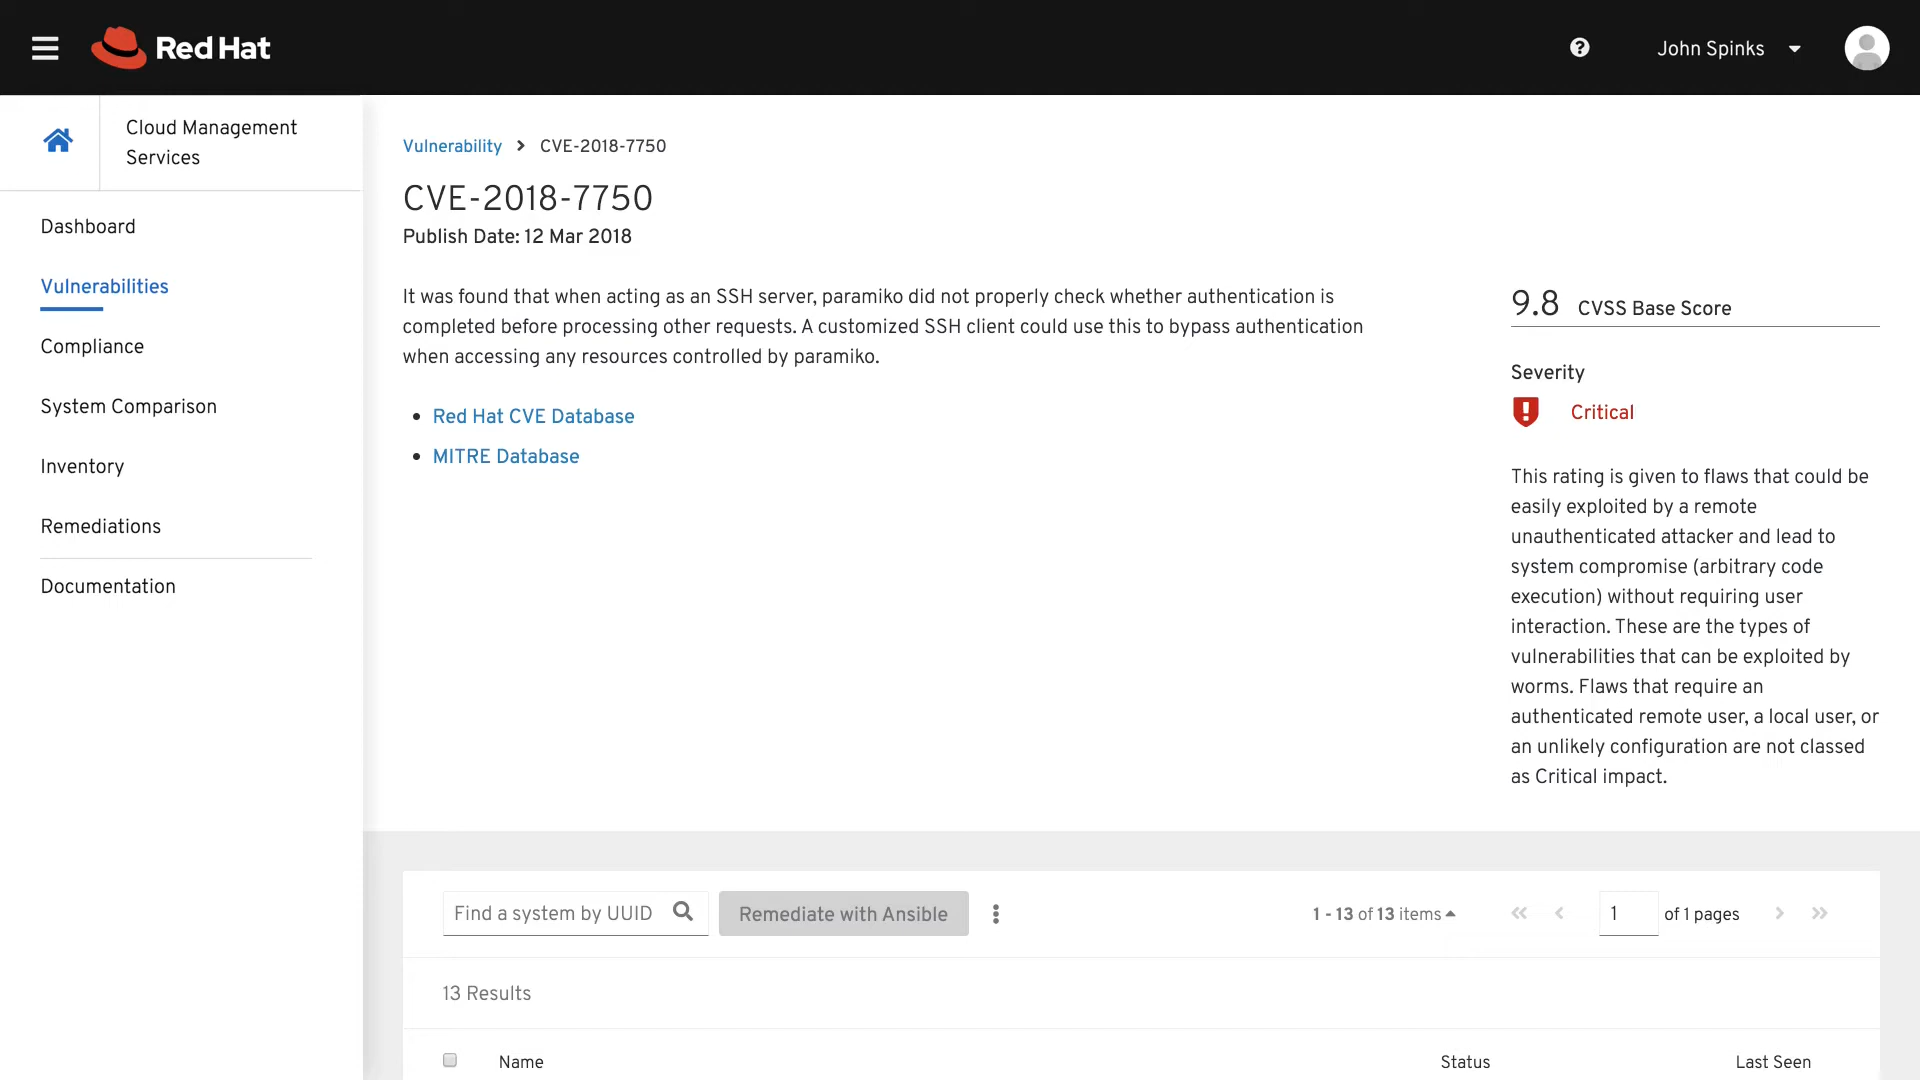 Red Hat
John Spinks
Cloud Management
Services
Dashboard
Vulnerabilities
Compliance
System Comparison
Inventory
Remediations
Documentation
Vulnerability > CVE-2018-7750
CVE-2018-7750
Publish Date: 12 Mar 2018
It was found that when acting as an SSH server, paramiko did not properly check whether authentication is
completed before processing other requests. A customized SSH client could use this to bypass authentication
when accessing any resources controlled by paramiko.
• Red Hat CVE Database
• MITRE Database
9.8 CVSS Base Score
Severity
Critical
This rating is given to flaws that could be
easily exploited by a remote
unauthenticated attacker and lead to
system compromise (arbitrary code
execution) without requiring user
interaction. These are the types of
vulnerabilities that can be exploited by
worms. Flaws that require an
authenticated remote user, a local user, or
an unlikely configuration are not classed
as Critical impact.
Find a system by UUID Remediate with Ansible 1 - 13 of 13 items 1 of 1 pages
13 Results
Name Status Last Seen